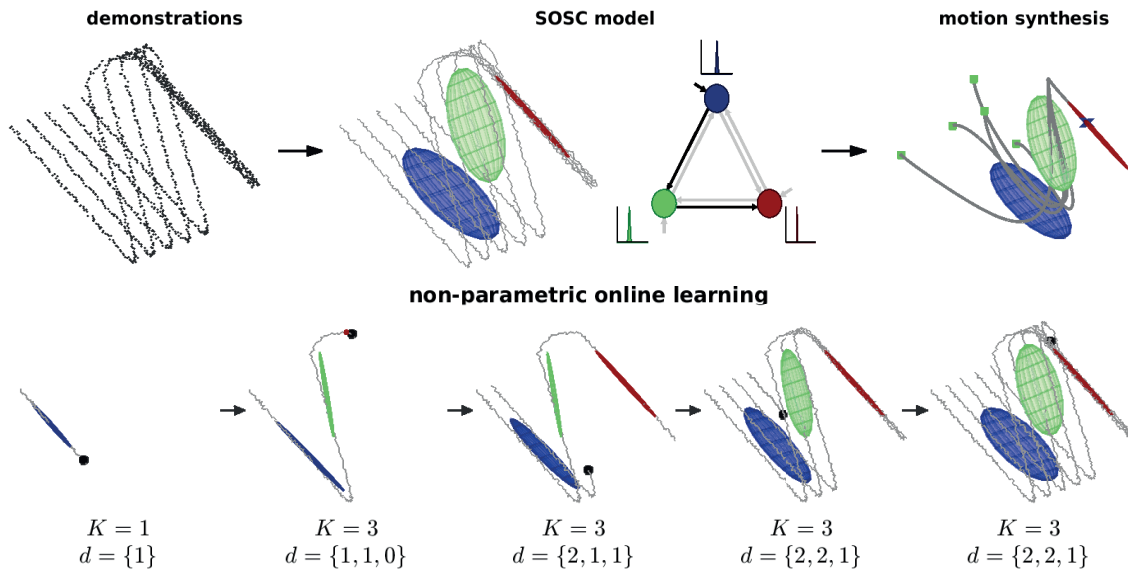 demonstrations
SOSC model
motion synthesis
non-parametric online learning
K = 1
d = {1}
K = 3
d = {1, 1, 0}
K = 3
d = {2, 1, 1}
K = 3
d = {2, 2, 1}
K = 3
d = {2, 2, 1}